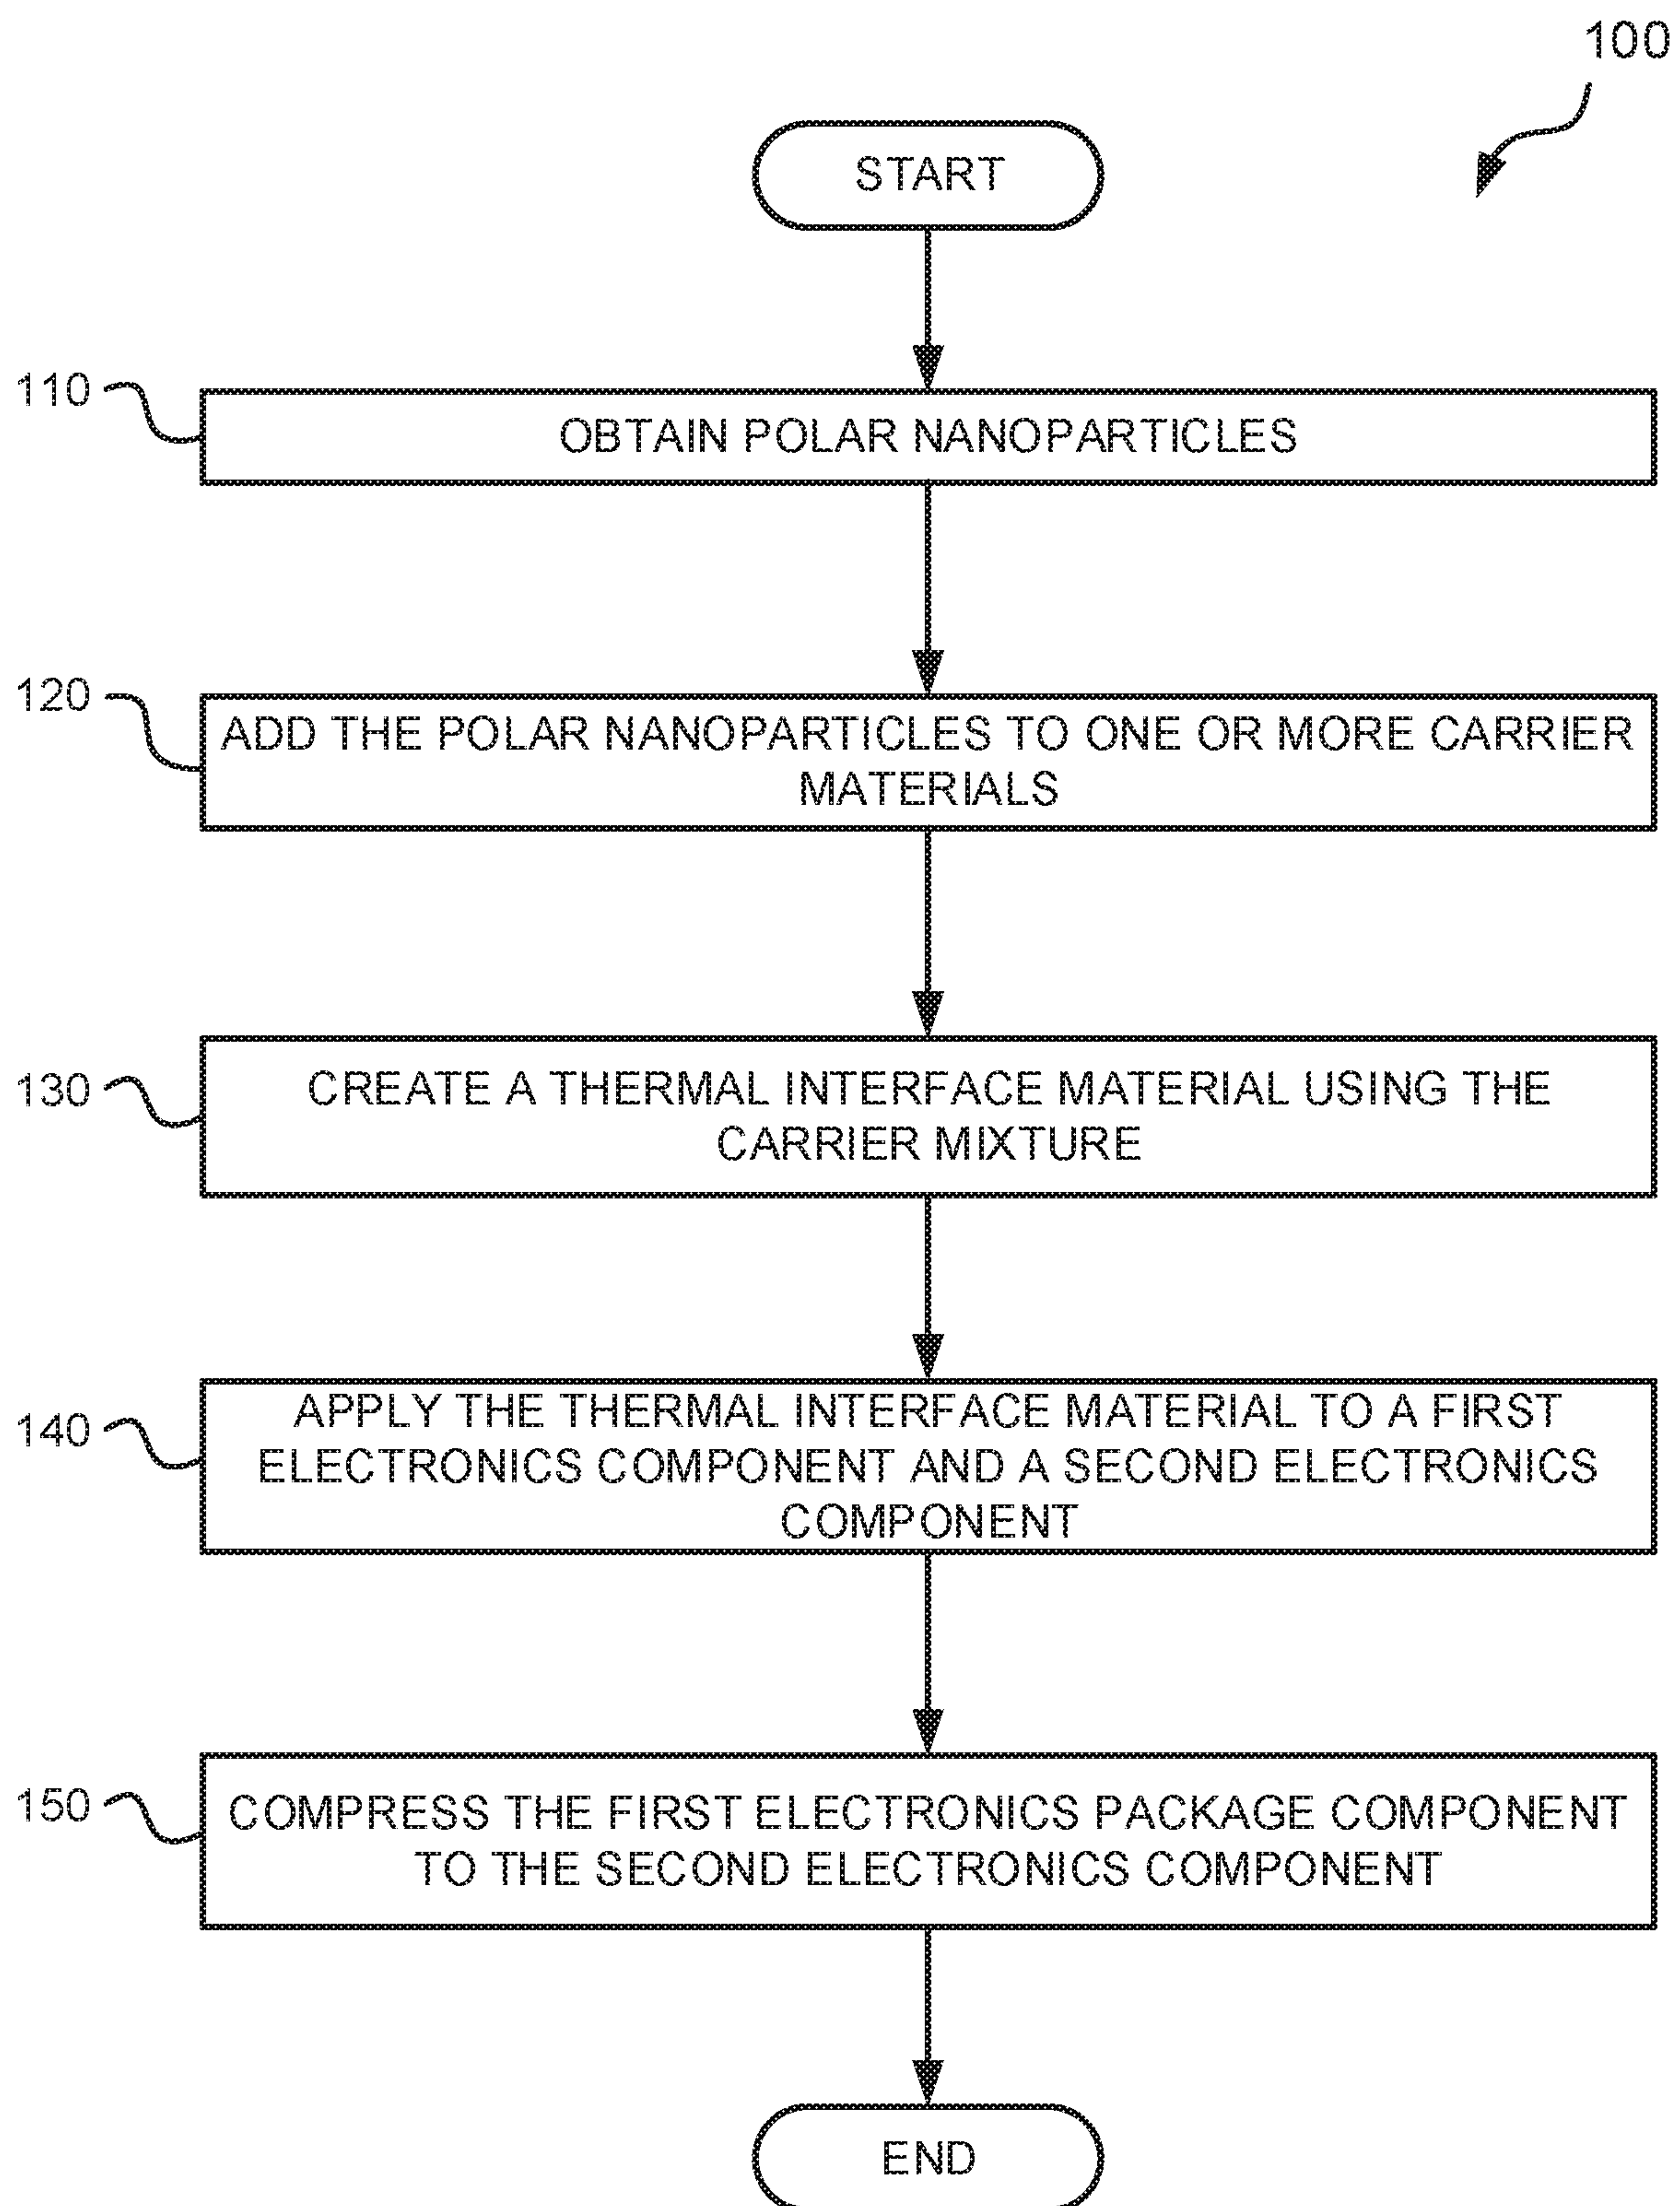 100
START
110
OBTAIN POLAR NANOPARTICLES
120
ADD THE POLAR NANOPARTICLES TO ONE OR MORE CARRIER
MATERIALS
130
CREATE A THERMAL INTERFACE MATERIAL USING THE
CARRIER MIXTURE
140
APPLY THE THERMAL INTERFACE MATERIAL TO A FIRST
ELECTRONICS COMPONENT AND A SECOND ELECTRONICS
COMPONENT
150
COMPRESS THE FIRST ELECTRONICS PACKAGE COMPONENT
TO THE SECOND ELECTRONICS COMPONENT
END